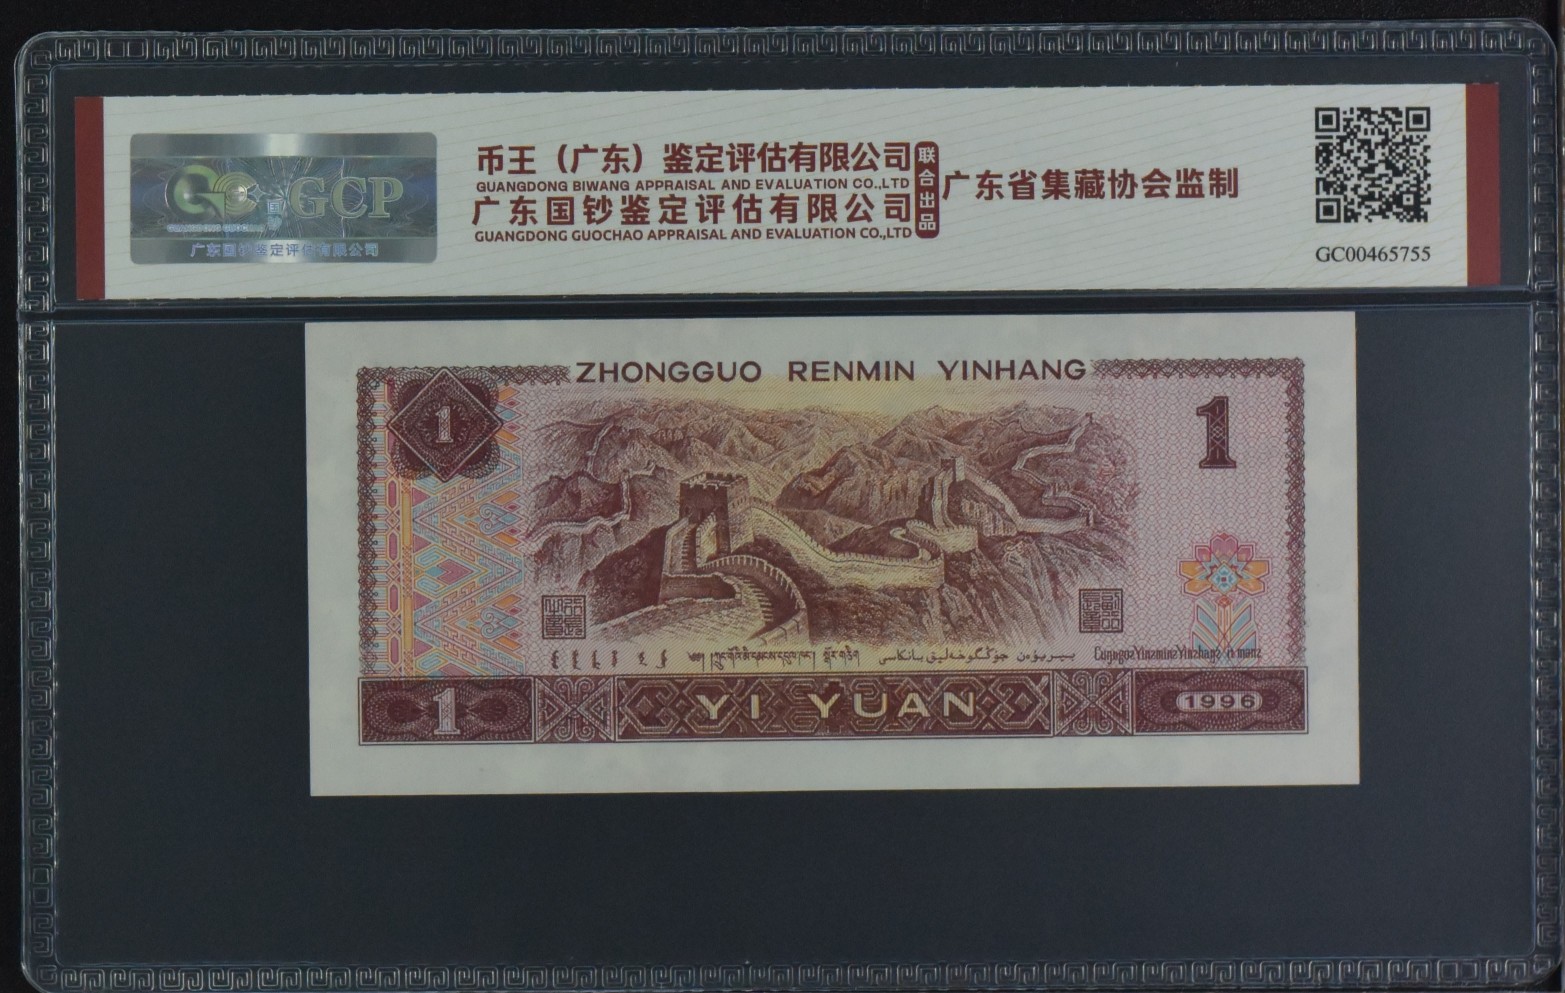 GCP
广东国钞鉴定评估有限公司
币王（广东）鉴定评估有限公司
GUANGDONG BIWANG APPRAISAL AND EVALUATION CO.,LTD
广东国钞鉴定评估有限公司
GUANGDONG GUOCHAO APPRAISAL AND EVALUATION CO.,LTD
联合出品
广东省集藏协会监制
GC00465755
ZHONGGUO RENMIN YINHANG
1
1
CungגozYinzminzYinzhangz
1
YI YUAN
1996